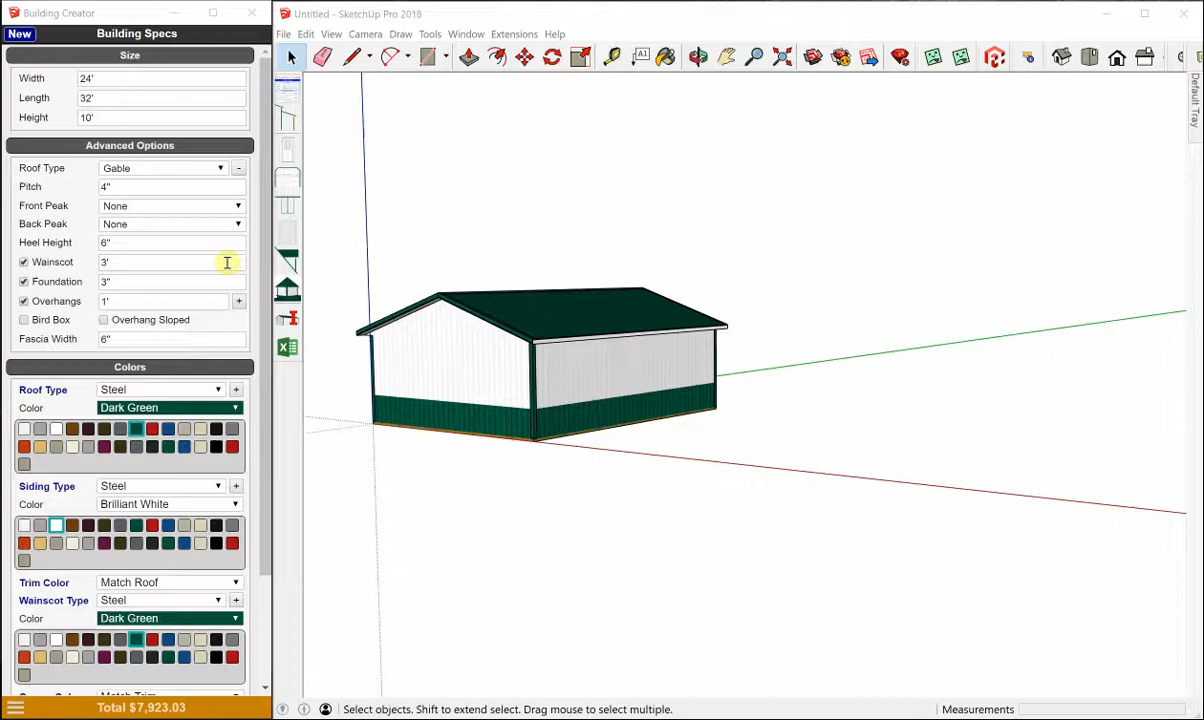 Building Creator
New Building Specs
Size
Width 24'
Length 32'
Height 10'
Advanced Options
Roof Type Gable -
Pitch 4"
Front Peak None
Back Peak None
Heel Height 6"
Wainscot 3'
Foundation 3"
Overhangs 1' +
Bird Box Overhang Sloped
Fascia Width 6"
Colors
Roof Type Steel +
Color Dark Green
Siding Type Steel +
Color Brilliant White
Trim Color Match Roof
Wainscot Type Steel +
Color Dark Green
Match Trim
Total $7,923.03
Untitled - SketchUp Pro 2018
File Edit View Camera Draw Tools Window Extensions Help
A1
Default Tray
Select objects. Shift to extend select. Drag mouse to select multiple.
Measurements